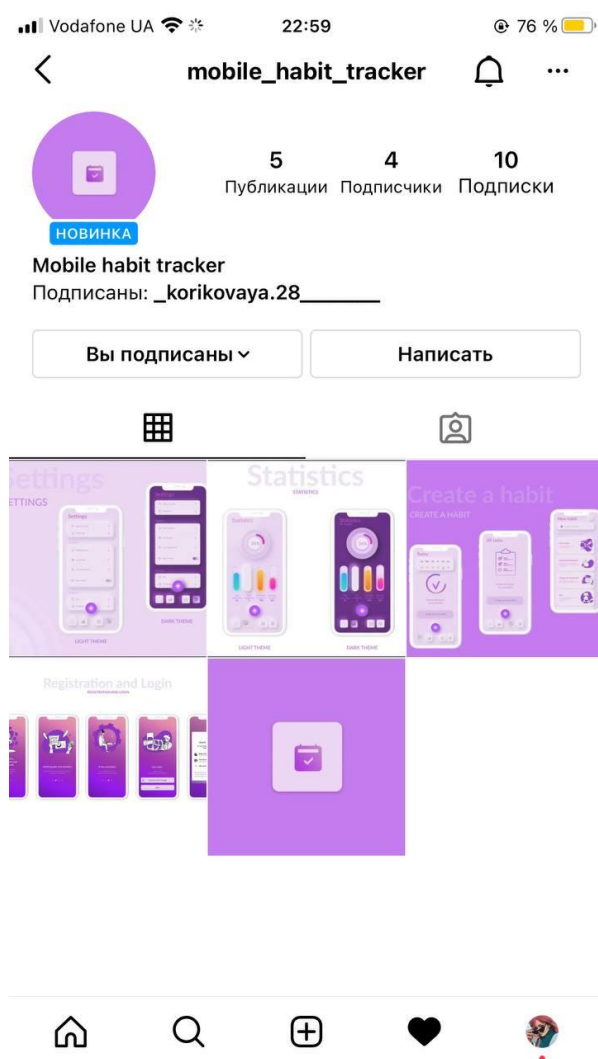 Vodafone UA 22:59 76 %
mobile_habit_tracker
5 4 10
Публикации Подписчики Подписки
НОВИНКА
Mobile habit tracker
Подписаны: _korikovaya.28_______
Вы подписаны Написать
Settings
SETTINGS
Settings
LIGHT THEME
DARK THEME
Statistics
STATISTICS
Statistics
LIGHT THEME
DARK THEME
Create a habit
CREATE A HABIT
Registration and Login